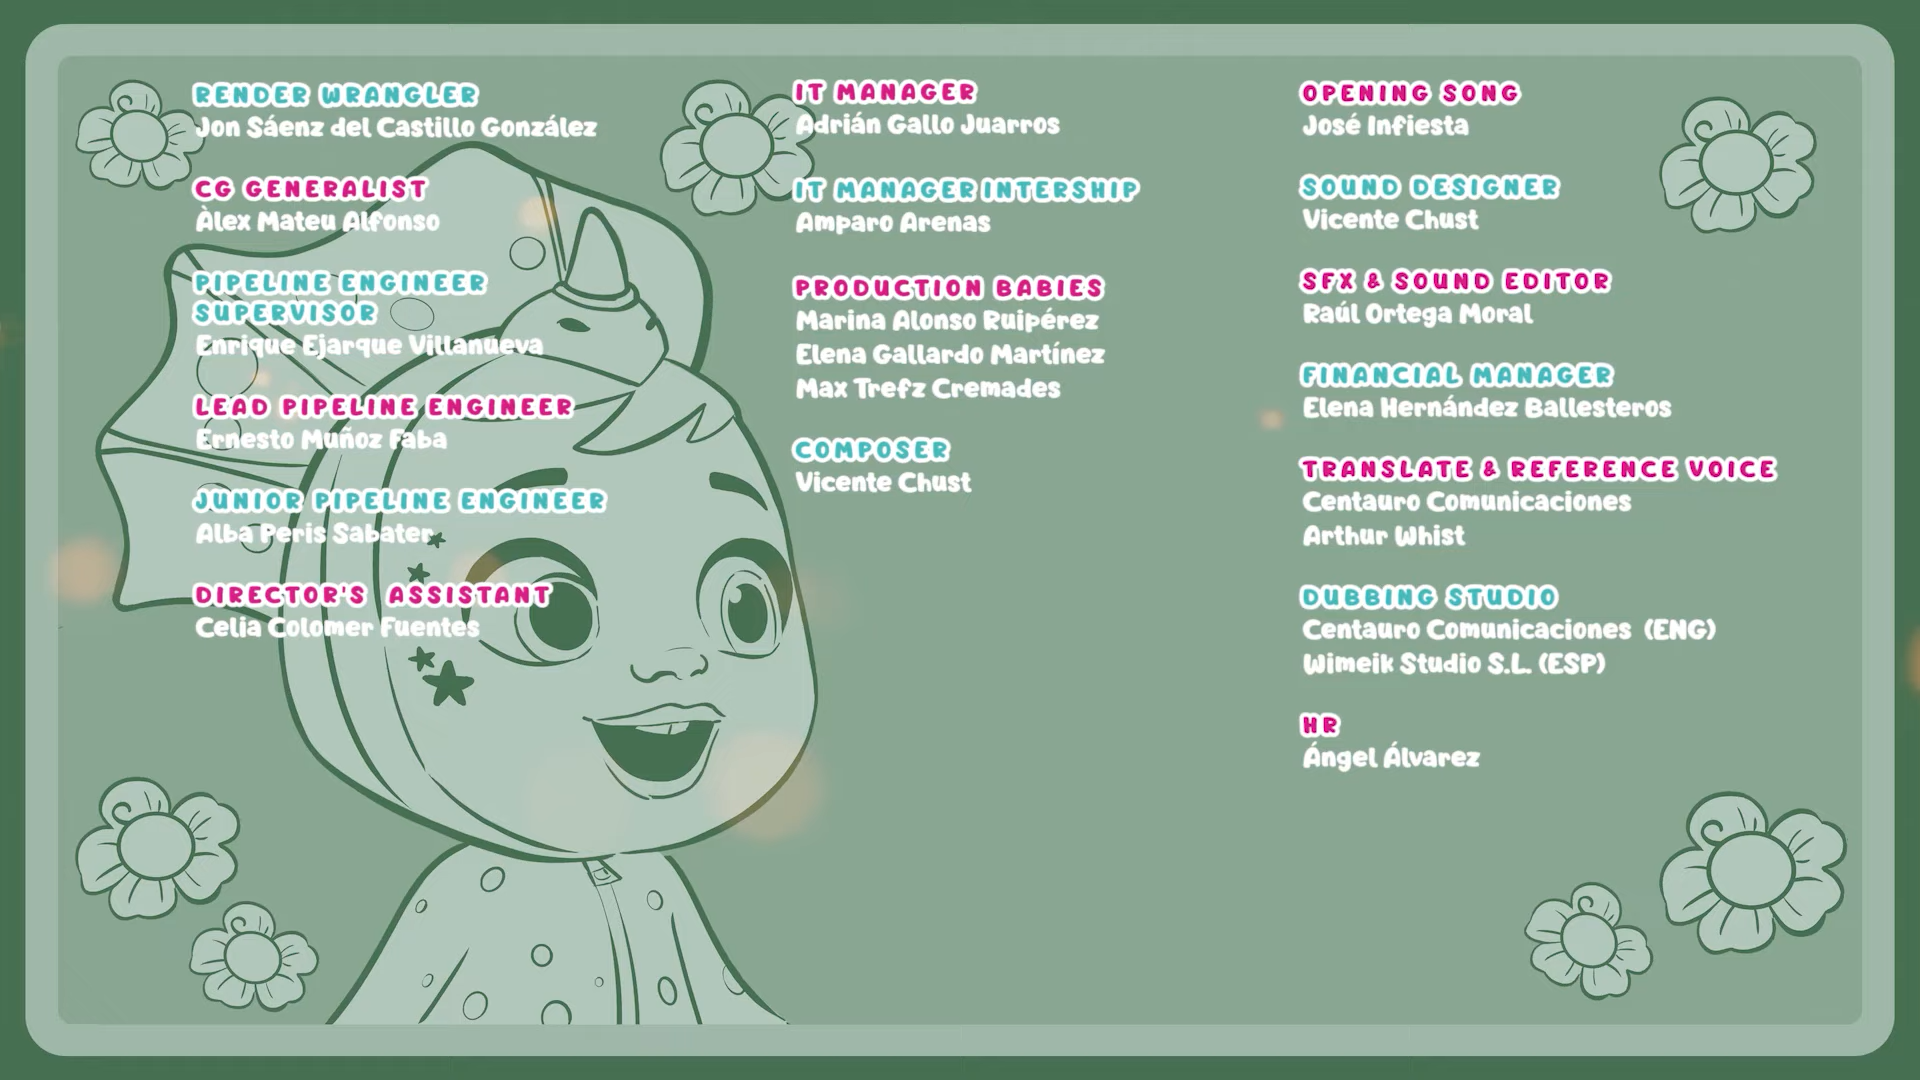 RENDER WRANGLER
Jon Sáenz del Castillo González
CG GENERALIST
Àlex Mateu Alfonso
PIPELINE ENGINEER
SUPERVISOR
Enrique Ejarque Villanueva
LEAD PIPELINE ENGINEER
Ernesto Muñoz Faba
JUNIOR PIPELINE ENGINEER
Alba Peris Sabater
DIRECTOR'S ASSISTANT
Celia Colomer Fuentes
IT MANAGER
Adrián Gallo Juarros
IT MANAGER INTERSHIP
Amparo Arenas
PRODUCTION BABIES
Marina Alonso Ruipérez
Elena Gallardo Martínez
Max Trefz Cremades
COMPOSER
Vicente Chust
OPENING SONG
José Infiesta
SOUND DESIGNER
Vicente Chust
SFX & SOUND EDITOR
Raúl Ortega Moral
FINANCIAL MANAGER
Elena Hernández Ballesteros
TRANSLATE & REFERENCE VOICE
Centauro Comunicaciones
Arthur Whist
DUBBING STUDIO
Centauro Comunicaciones (ENG)
Wimeik Studio S.L. (ESP)
HR
Ángel Álvarez